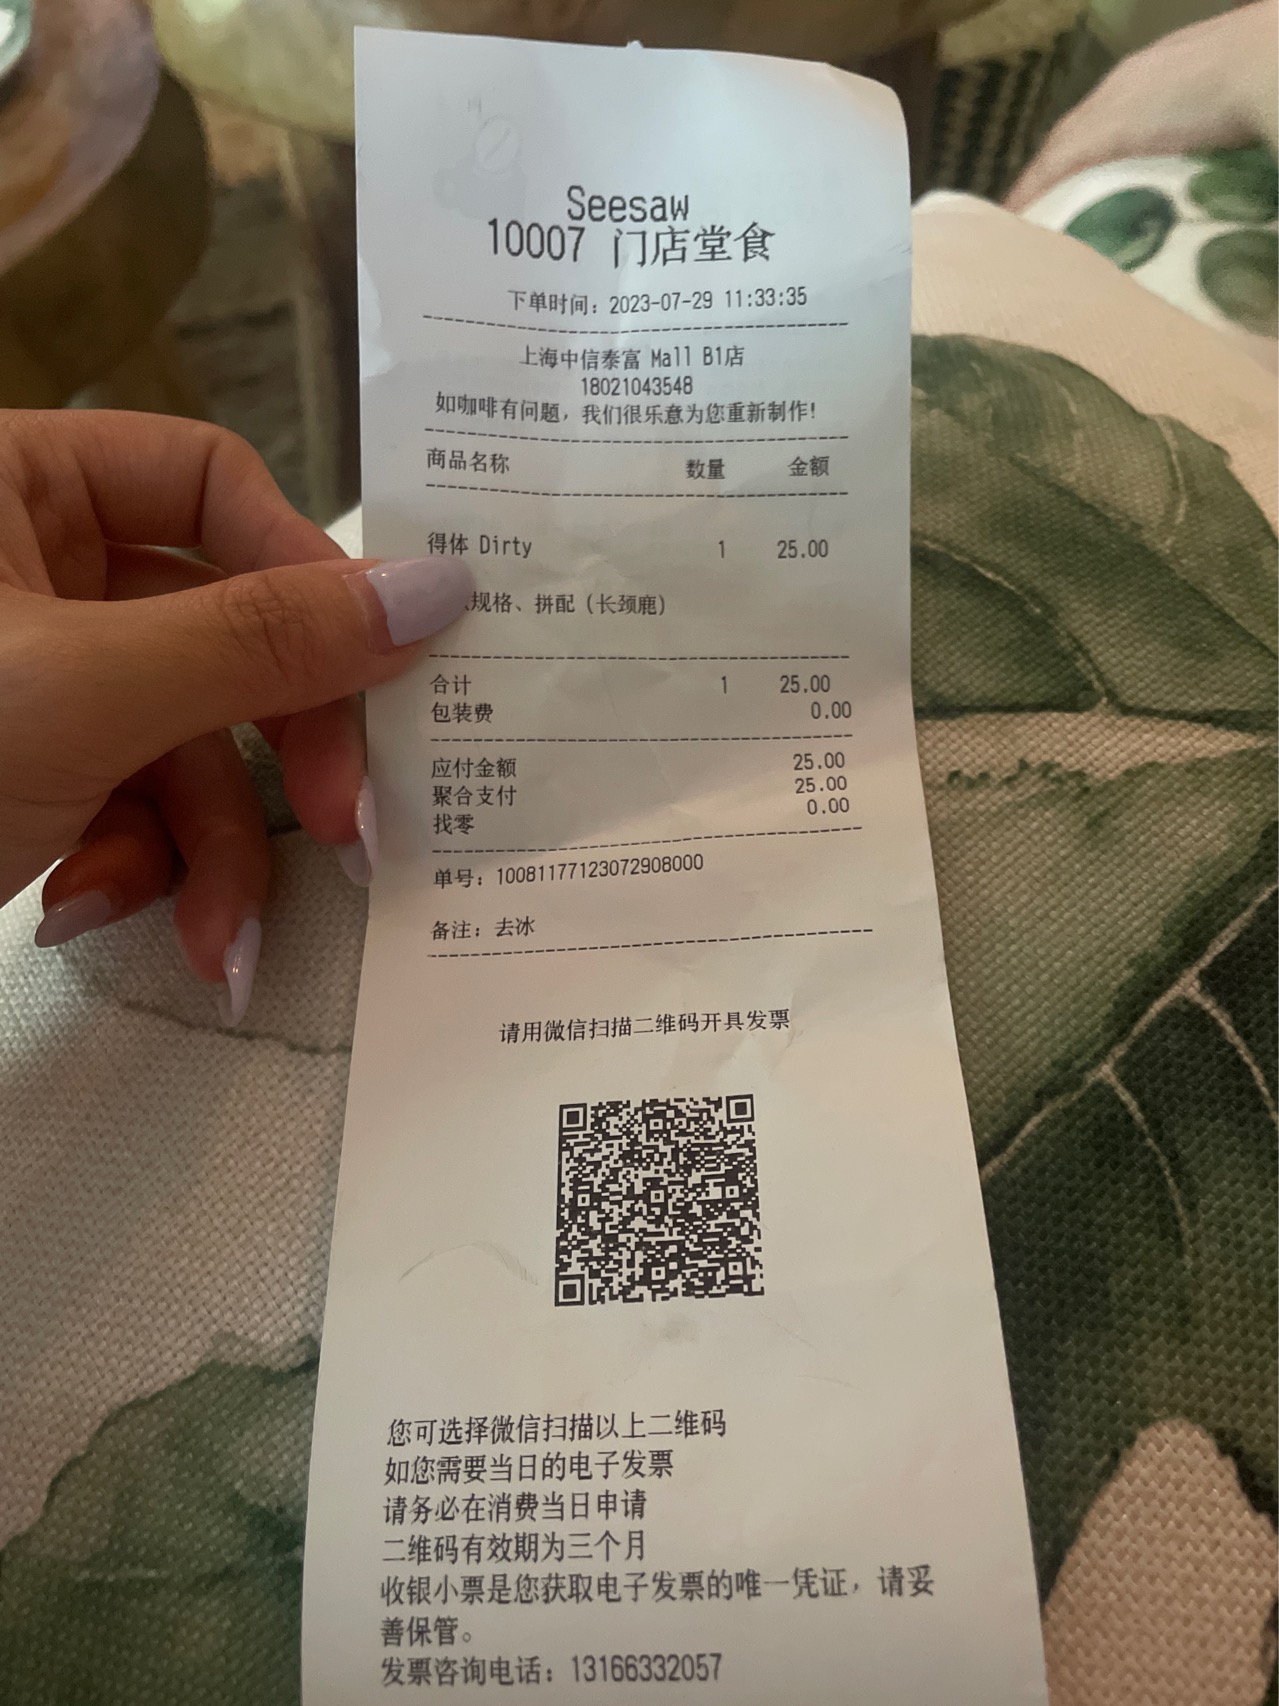 Seesaw
10007 门店堂食
下单时间：2023-07-29 11:33:35
上海中信泰富 Mall B1店
18021043548
如咖啡有问题，我们很乐意为您重新制作！
商品名称 数量 金额
得体 Dirty 1 25.00
规格、拼配（长颈鹿）
合计 1 25.00
包装费 0.00
应付金额 25.00
聚合支付 25.00
找零 0.00
单号：10081177123072908000
备注：去冰
请用微信扫描二维码开具发票
您可选择微信扫描以上二维码
如您需要当日的电子发票
请务必在消费当日申请
二维码有效期为三个月
收银小票是您获取电子发票的唯一凭证，请妥
善保管。
发票咨询电话：13166332057